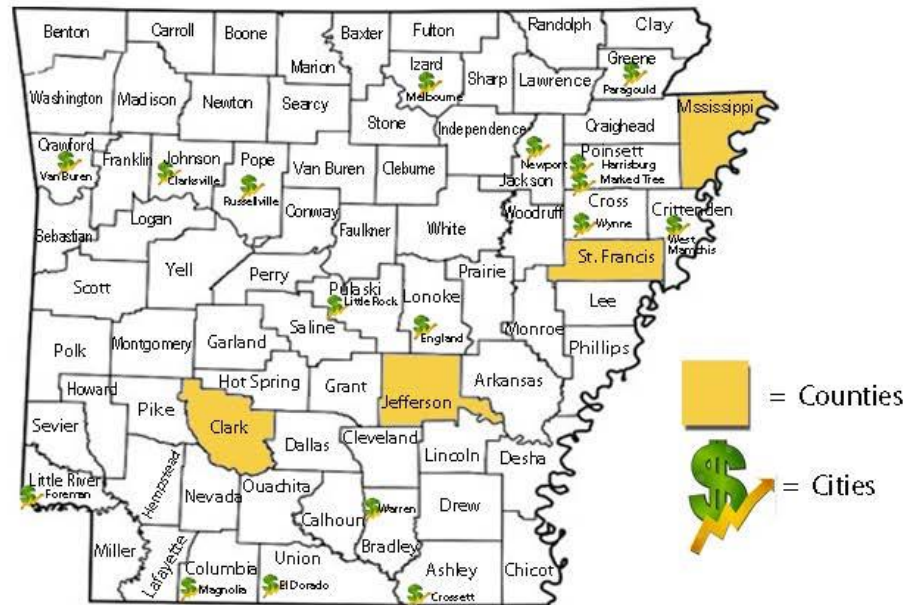 Benton
Carroll
Boone
Baxter
Fulton
Randolph
Clay
Marion
Izard
Melbourne
Sharp
Lawrence
Greene
Paragould
Washington
Madison
Newton
Searcy
Stone
Independence
Craighead
Mississippi
Crawford
Van Buren
Franklin
Johnson
Clarksville
Pope
Russellville
Van Buren
Cleburne
Newport
Jackson
Poinsett
Harrisburg
Marked Tree
Sebastian
Logan
Conway
Faulkner
White
Woodruff
Cross
Wynne
Crittenden
West
Mamchis
St. Francis
Scott
Yell
Perry
Pulaski
Little Rock
Lonoke
England
Prairie
Monroe
Lee
Phillips
Polk
Montgomery
Garland
Saline
Hot Spring
Grant
Jefferson
Arkansas
Howard
Pike
Clark
Dallas
Cleveland
Lincoln
Desha
Sevier
Little River
Foreman
Hempstead
Nevada
Ouachita
Calhoun
Warren
Bradley
Drew
Miller
Lafayette
Columbia
Magnolia
Union
El Dorado
Ashley
Crossett
Chicot
= Counties
= Cities